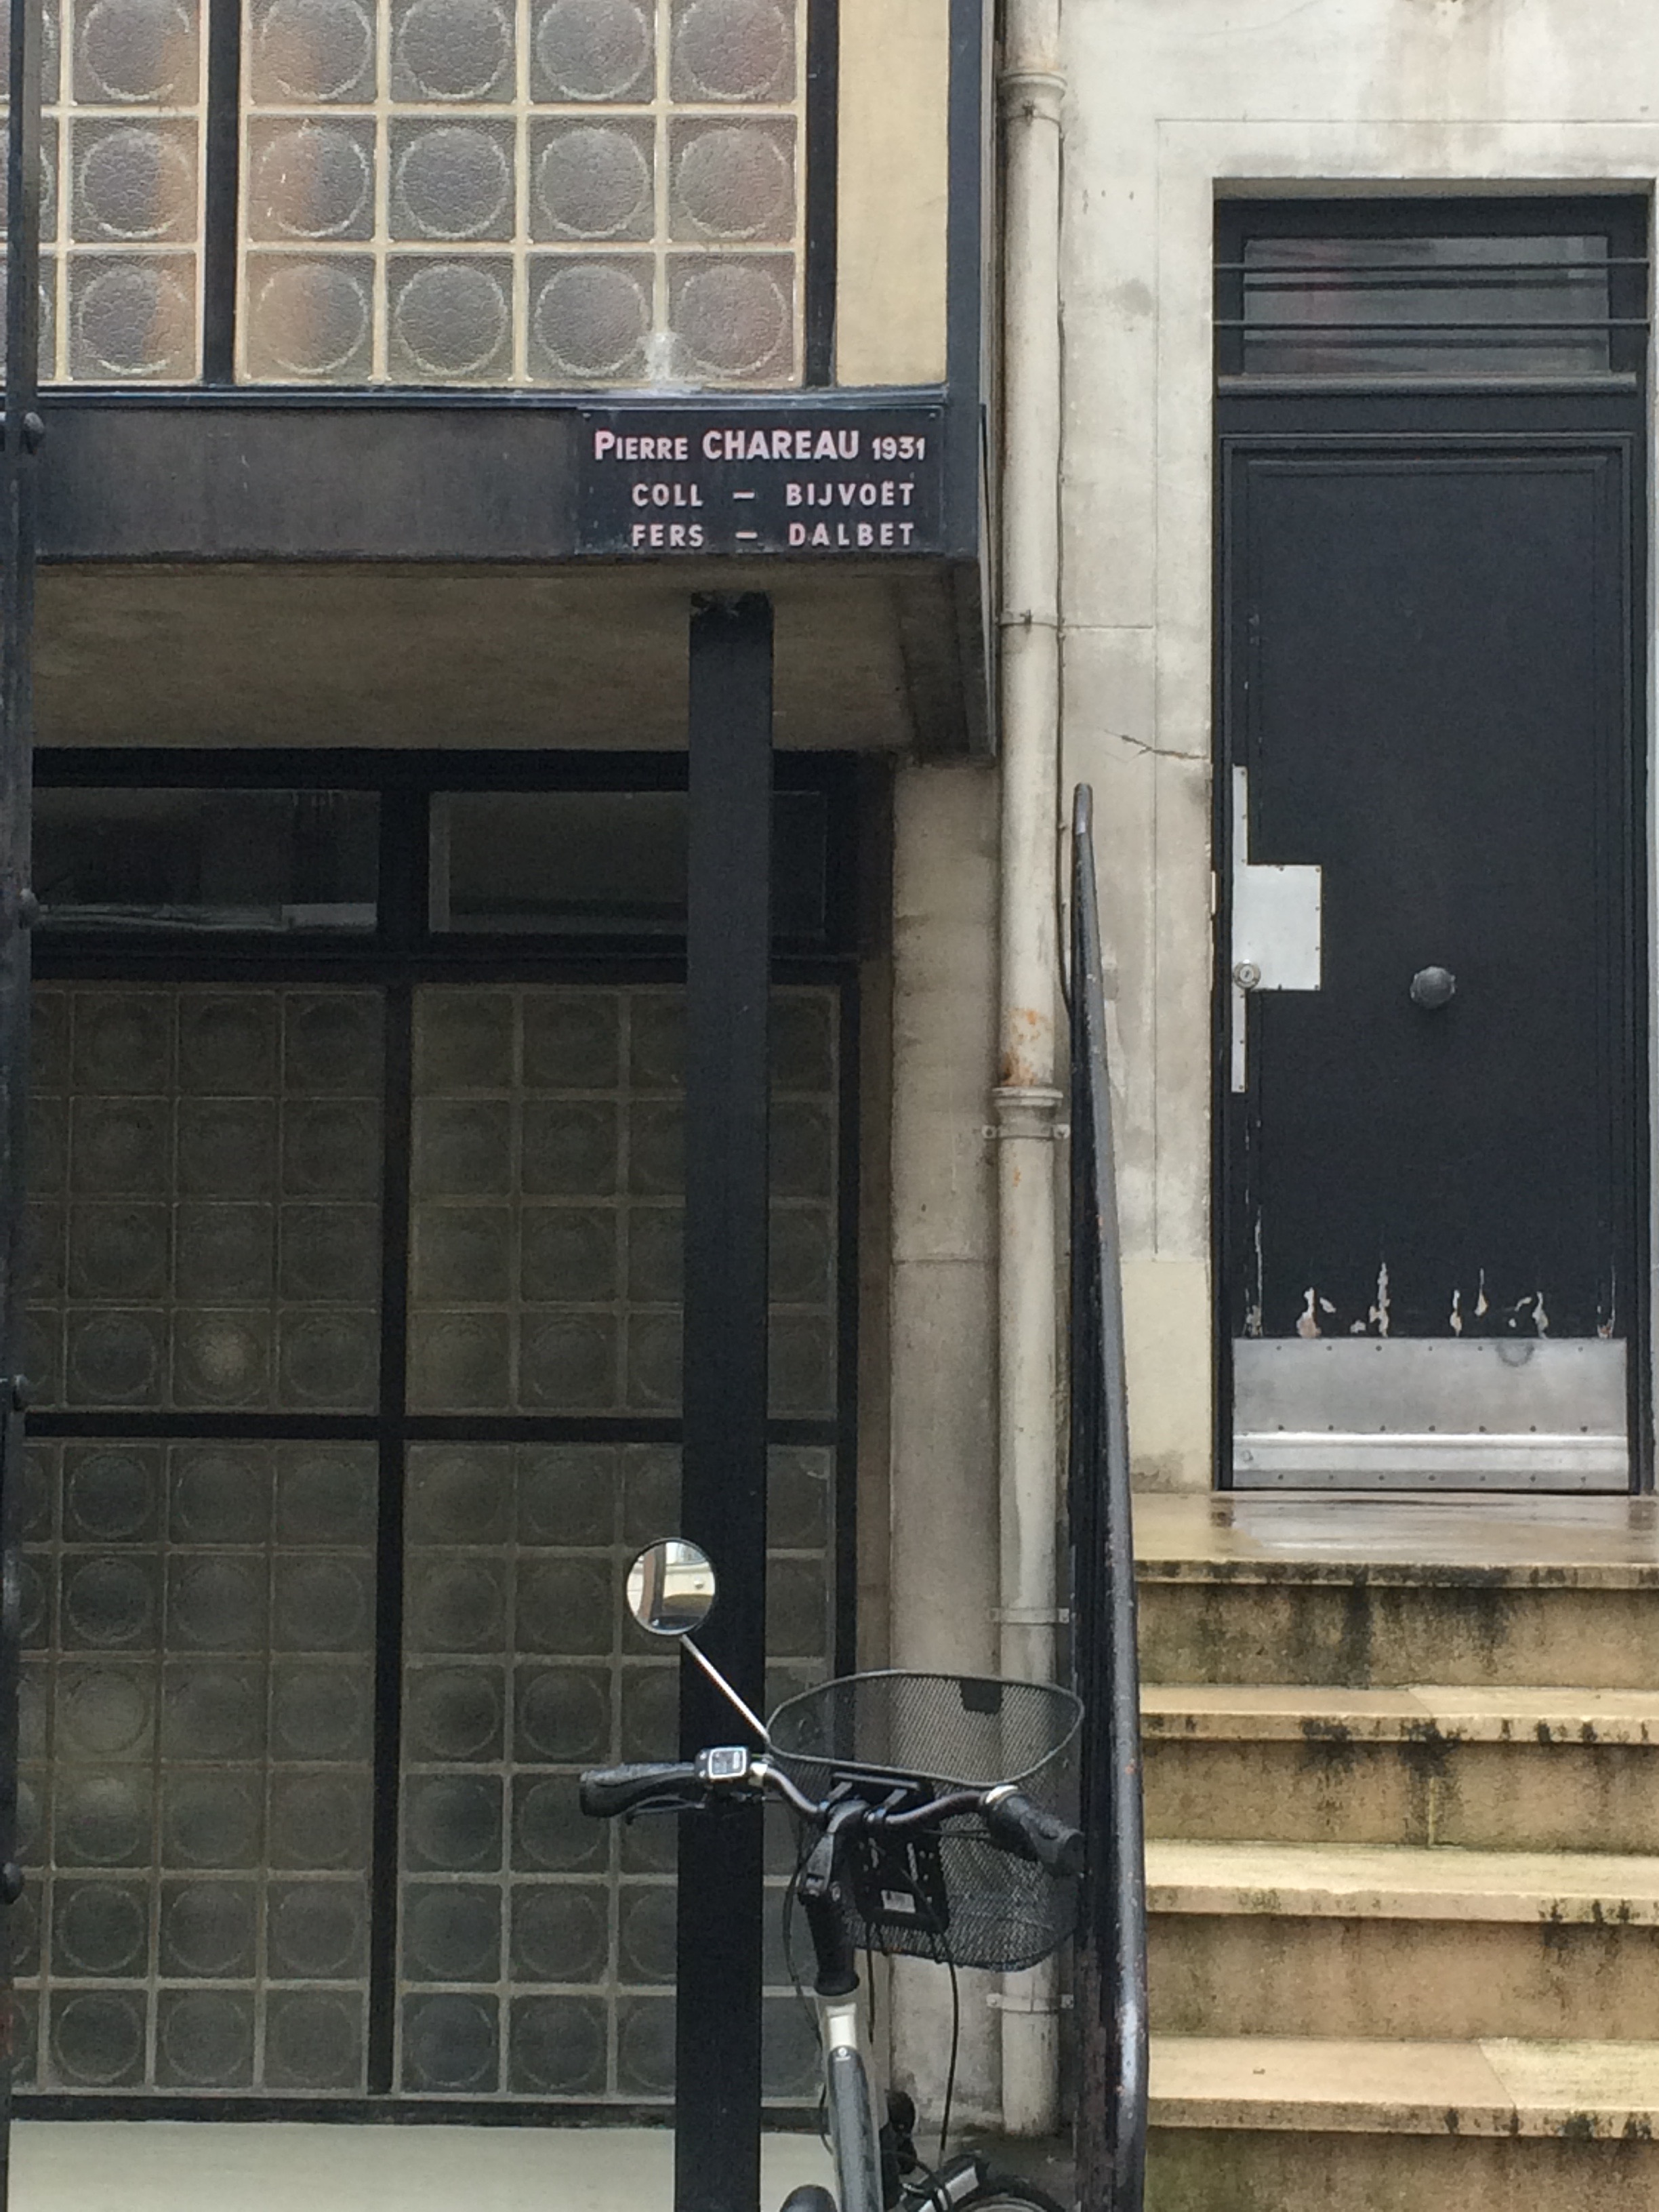 PIERRE CHAREAU 1931
COLL — BIJVOËT
FERS — DALBET